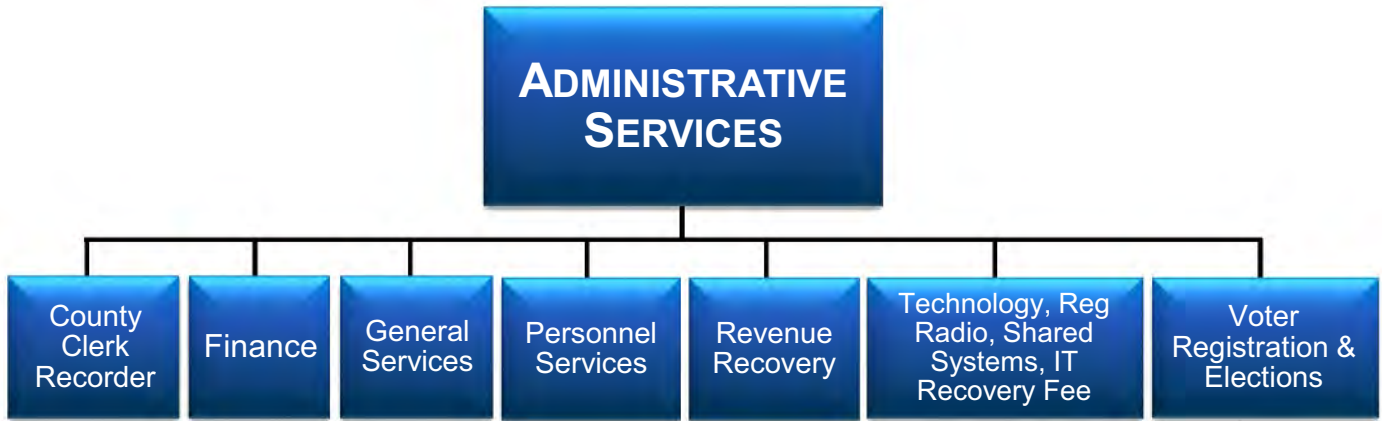 ADMINISTRATIVE
SERVICES
County
Clerk
Recorder
Finance
General
Services
Personnel
Services
Revenue
Recovery
Technology, Reg
Radio, Shared
Systems, IT
Recovery Fee
Voter
Registration &
Elections